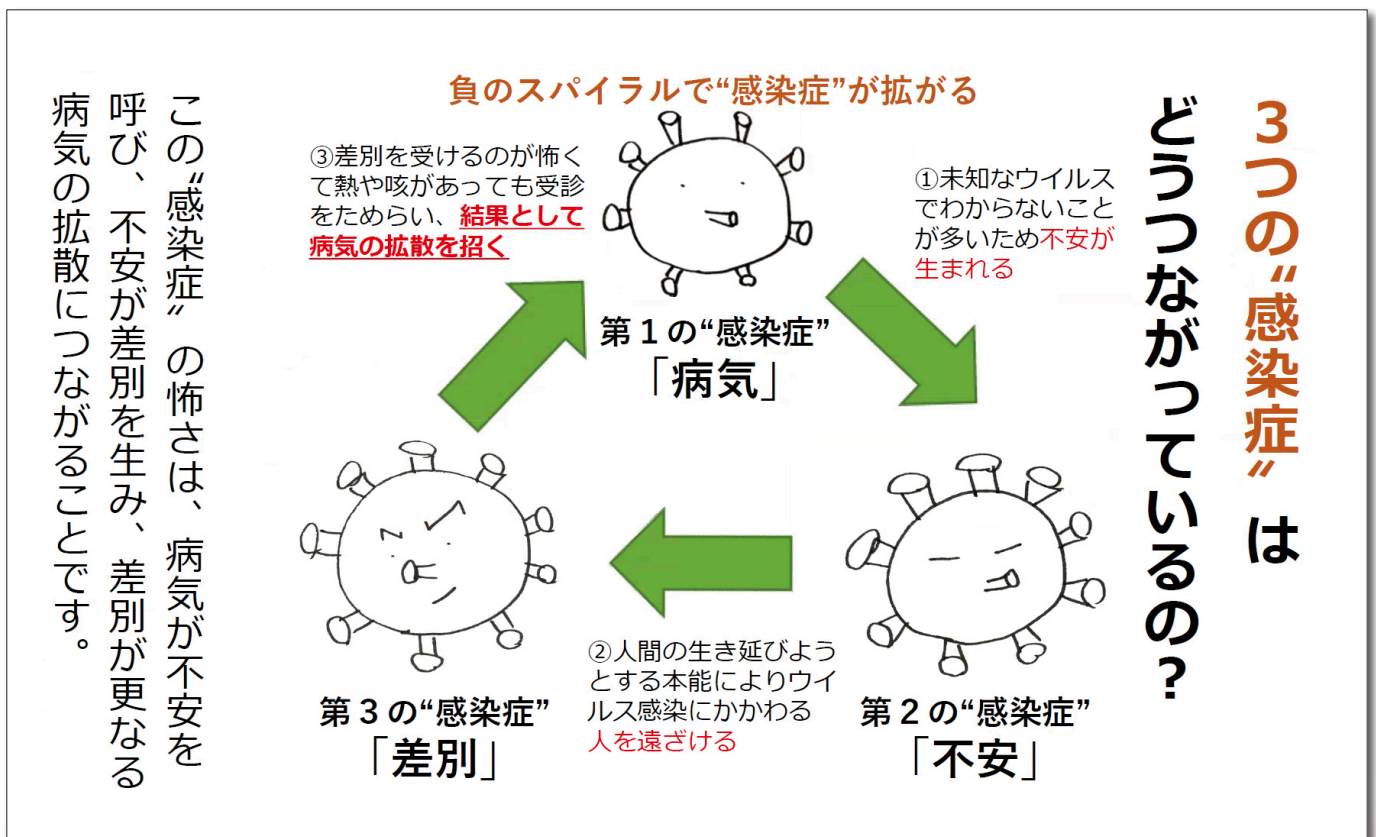 3つの“感染症”は
どうつながっているの?
負のスパイラルで“感染症”が拡がる
①未知なウイルス
でわからないこと
が多いため不安が
生まれる
第1の“感染症”
「病気」
③差別を受けるのが怖く
て熱や咳があっても受診
をためらい、結果として
病気の拡散を招く
第2の“感染症”
「不安」
②人間の生き延びよう
とする本能によりウイ
ルス感染にかかわる
人を遠ざける
第3の“感染症”
「差別」
この“感染症”の怖さは、病気が不安を
呼び、不安が差別を生み、差別が更なる
病気の拡散につながることです。